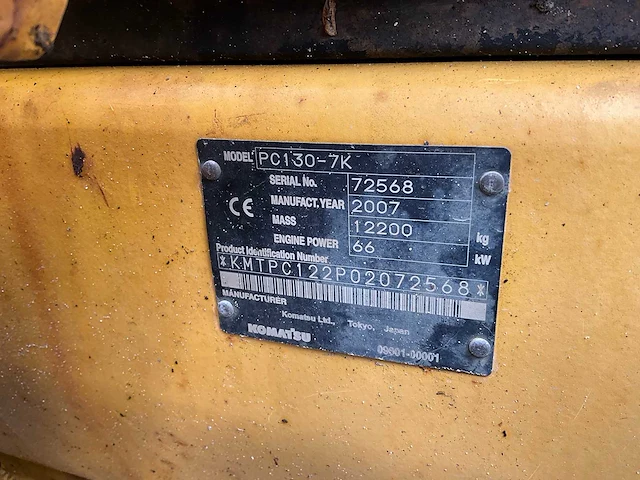 MODEL PC130-7K
SERIAL No. 72568
MANUFACT.YEAR 2007
MASS 12200 kg
ENGINE POWER 66 kW
CE
Product Identification Number
*KMTPC122P02072568*
MANUFACTURER
Komatsu Ltd., Tokyo, Japan
KOMATSU
09601-00001